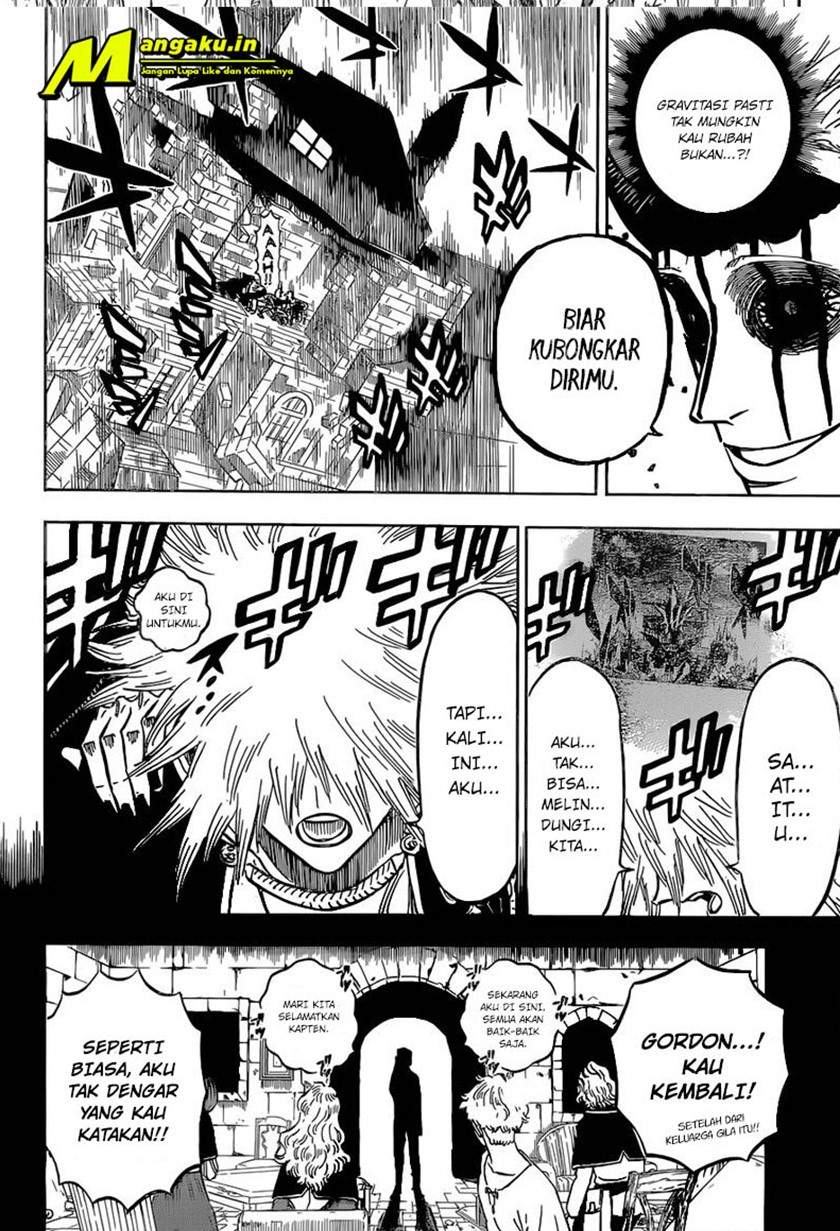 Mangaku.in
Jangan Lupa Like dan Komennya
GRAVITASI PASTI
TAK MUNGKIN
KAU RUBAH
BUKAN...?!
BIAR
KUBONGKAR
DIRIMU.
AAAH!!
SA...
AT...
IT...
U...
AKU...
TAK...
BISA...
MELIN
DUNGI...
KITA...
TAPI...
KALI...
INI...
AKU...
AKU DI
SINI
UNTUKMU.
GORDON...!
KAU
KEMBALI!
SETELAH DARI
KELUARGA GILA ITU!!
SEKARANG
AKU DI SINI,
SEMUA AKAN
BAIK-BAIK
SAJA.
MARI KITA
SELAMATKAN
KAPTEN.
SEPERTI
BIASA, AKU
TAK DENGAR
YANG KAU
KATAKAN!!